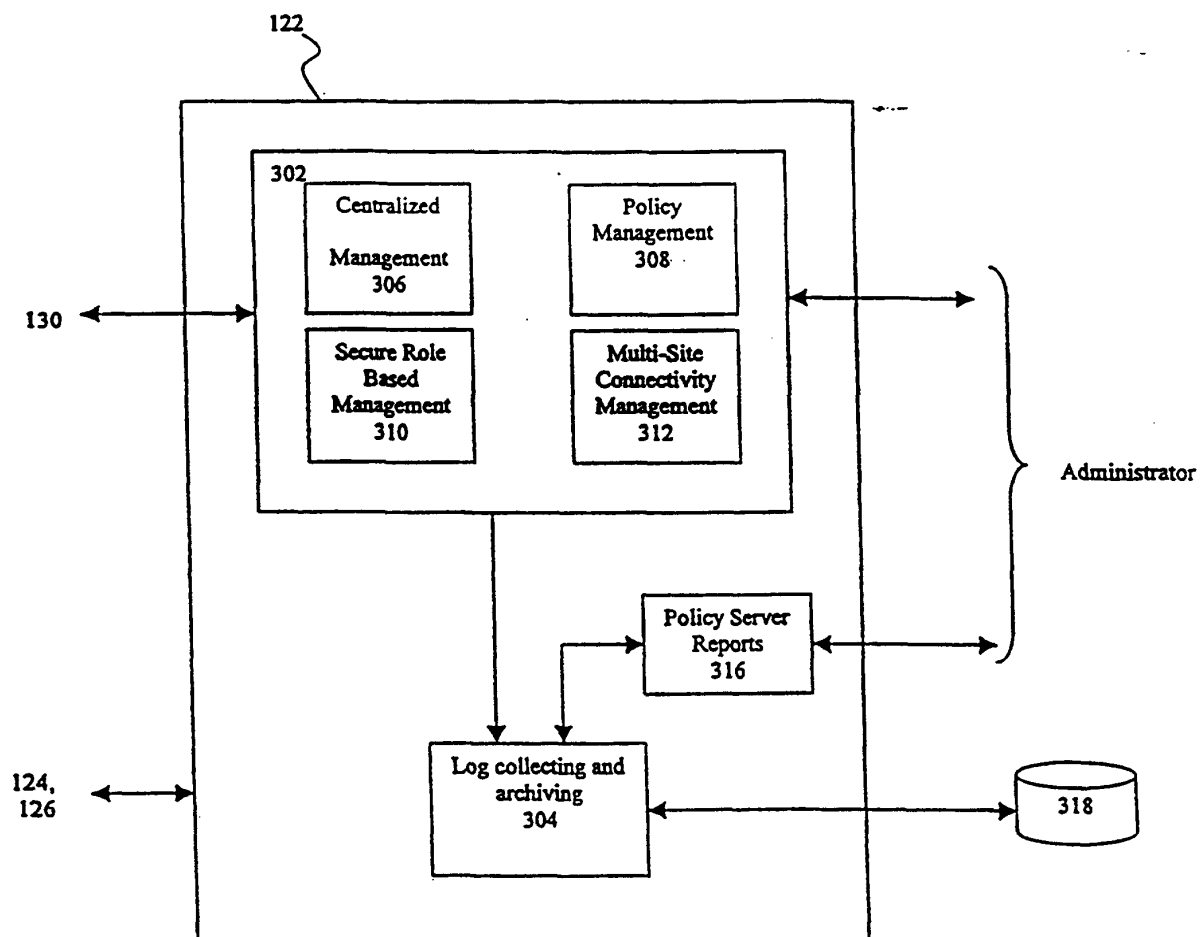 122
302
Centralized
Management
306
Policy
Management
308
130
Secure Role
Based
Management
310
Multi-Site
Connectivity
Management
312
Administrator
Policy Server
Reports
316
124,
126
Log collecting and
archiving
304
318